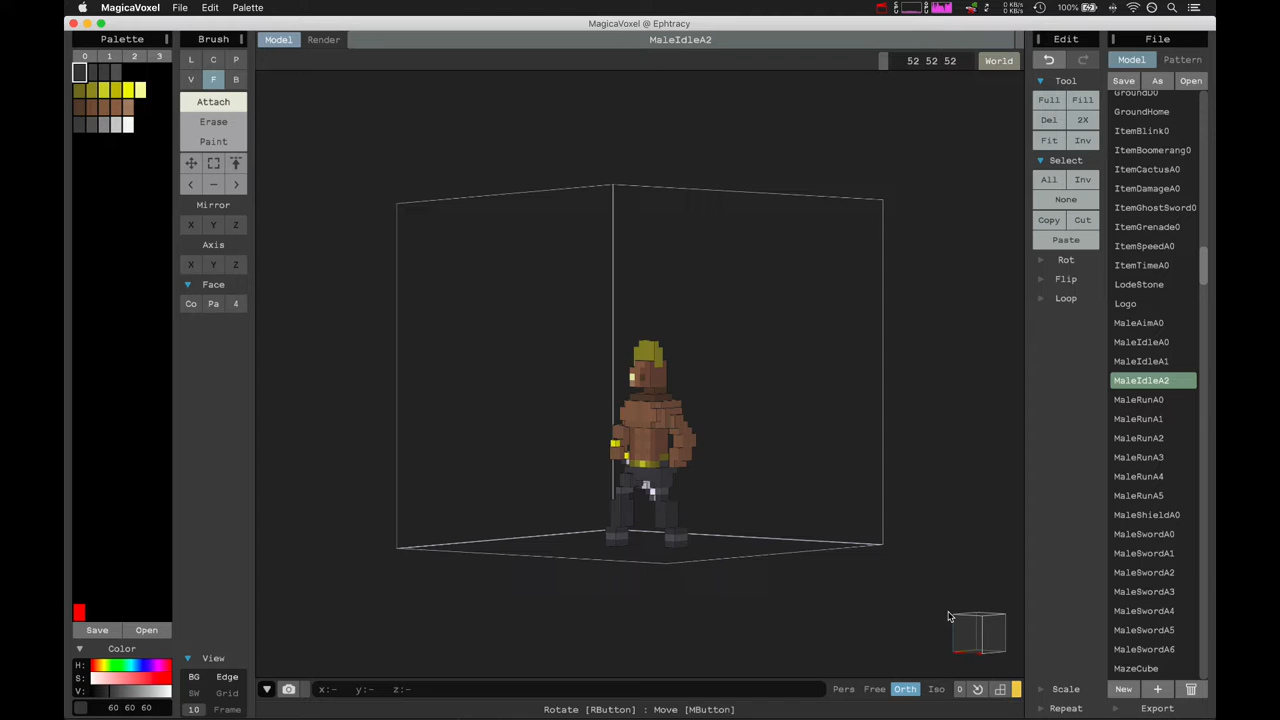 MagicaVoxel File Edit Palette 100%
MagicaVoxel @ Ephtracy
Palette Brush Model Render MaleIdleA2 Edit File
0 1 2 3
L C P
52 52 52 World
Tool
Model Pattern
V F B
Save As Open
Attach
Full Fill
GroundD0
GroundHome
Erase
Del 2X
ItemBlink0
Paint
Fit Inv
ItemBoomerang0
Select
ItemCactusA0
All Inv
ItemDamageA0
< - >
None
ItemGhostSword0
Mirror
Copy Cut
ItemGrenade0
X Y Z
Paste
ItemSpeedA0
Axis
Rot
ItemTimeA0
X Y Z
Flip
LodeStone
Face
Loop
Logo
Co Pa 4
MaleAimA0
MaleIdleA0
MaleIdleA1
MaleIdleA2
MaleRunA0
MaleRunA1
MaleRunA2
MaleRunA3
MaleRunA4
MaleRunA5
MaleShieldA0
MaleSwordA0
MaleSwordA1
MaleSwordA2
MaleSwordA3
MaleSwordA4
MaleSwordA5
MaleSwordA6
MazeCube
Save Open
Color
View
H:
S:
BG Edge
V:
SW Grid
60 60 60
10 Frame
x:- y:- z:-
Pers Free Orth Iso 0
Scale
New + 
Repeat
Export
Rotate [RButton] : Move [MButton]